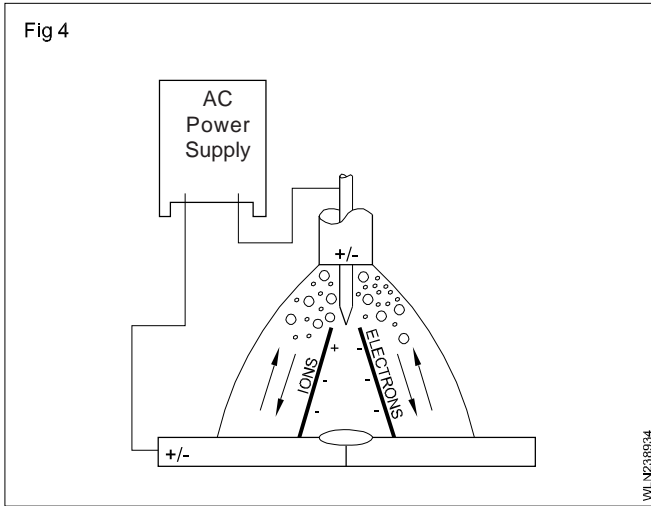 Fig 4
AC
Power
Supply
+/-
+
-
-
IONS
-
-
-
ELECTRONS
+/-
WLN238934